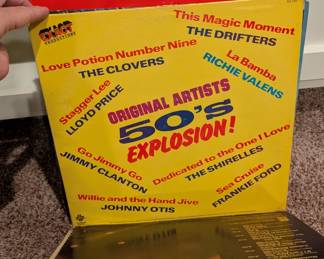 This Magic Moment
THE DRIFTERS
Love Potion Number Nine
THE CLOVERS
La Bamba
RICHIE VALENS
Stagger Lee
LLOYD PRICE
ORIGINAL ARTISTS
50's
EXPLOSION!
Go Jimmy Go
JIMMY CLANTON
Dedicated to the One I Love
THE SHIRELLES
Sea Cruise
FRANKIE FORD
Willie and the Hand Jive
JOHNNY OTIS